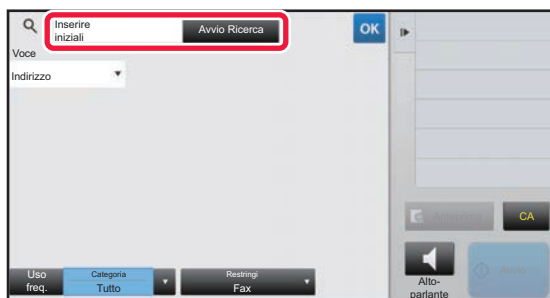 Inserire
iniziali
Avvio Ricerca
OK
Voce
Indirizzo
CA
Uso
freq.
Categoria
Tutto
Restringi
Fax
Alto-
parlante